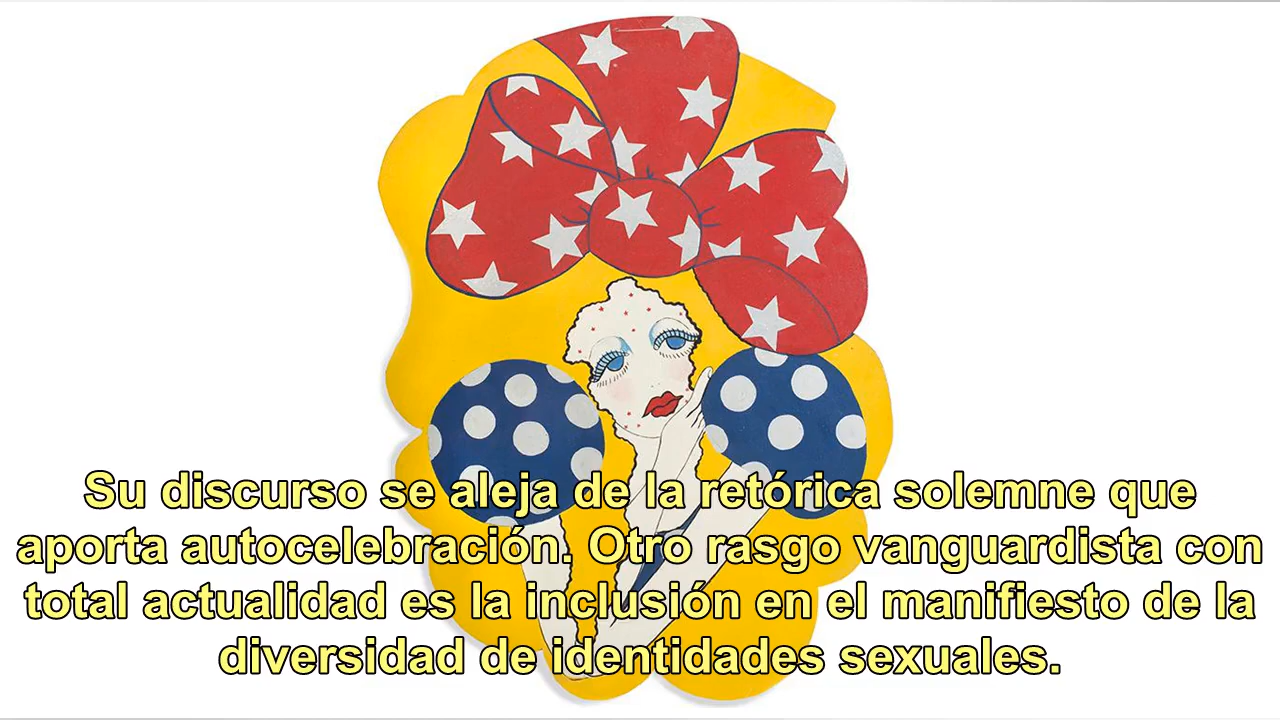 Su discurso se aleja de la retórica solemne que
aporta autocelebración. Otro rasgo vanguardista con
total actualidad es la inclusión en el manifiesto de la
diversidad de identidades sexuales.